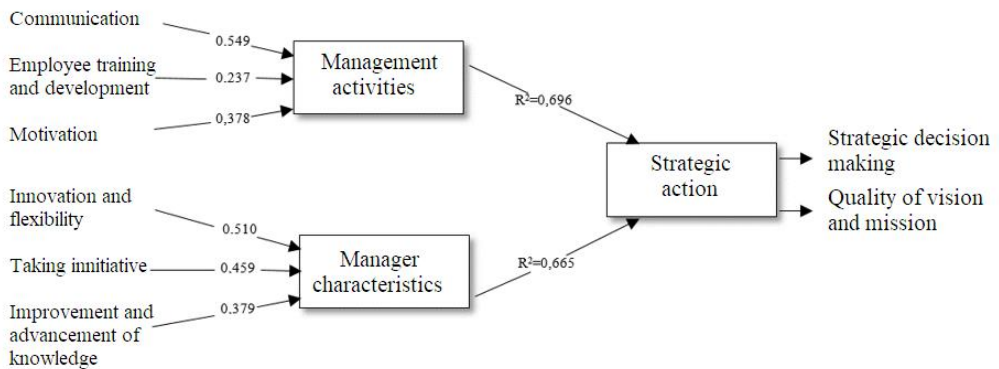 Communication
0.549
Employee training
and development
0.237
Motivation
0,378
Management
activities
R²=0,696
Innovation and
flexibility
0.510
Taking innitiative
0.459
Improvement and
advancement of
knowledge
0.379
Manager
characteristics
R²=0,665
Strategic
action
Strategic decision
making
Quality of vision
and mission